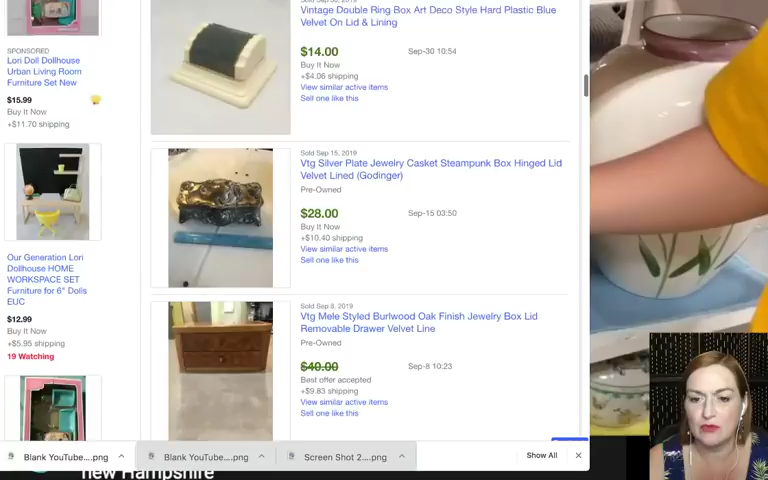 SPONSORED
Lori Doll Dollhouse
Urban Living Room
Furniture Set New
$15.99
Buy It Now
+$11.70 shipping
Our Generation Lori
Dollhouse HOME
WORKSPACE SET
Furniture for 6" Dolls
EUC
$12.99
Buy It Now
+$5.95 shipping
19 Watching
Vintage Double Ring Box Art Deco Style Hard Plastic Blue
Velvet On Lid & Lining
$14.00 Sep-30 10:54
Buy It Now
+$4.06 shipping
View similar active items
Sell one like this
Sold Sep 15, 2019
Vtg Silver Plate Jewelry Casket Steampunk Box Hinged Lid
Velvet Lined (Godinger)
Pre-Owned
$28.00 Sep-15 03:50
Buy It Now
+$10.40 shipping
View similar active items
Sell one like this
Sold Sep 8, 2019
Vtg Mele Styled Burlwood Oak Finish Jewelry Box Lid
Removable Drawer Velvet Line
Pre-Owned
$40.00 Sep-8 10:23
Best offer accepted
+$9.83 shipping
View similar active items
Sell one like this
Blank YouTube....png
Blank YouTube....png
Screen Shot 2....png
Show All
new Hampshire